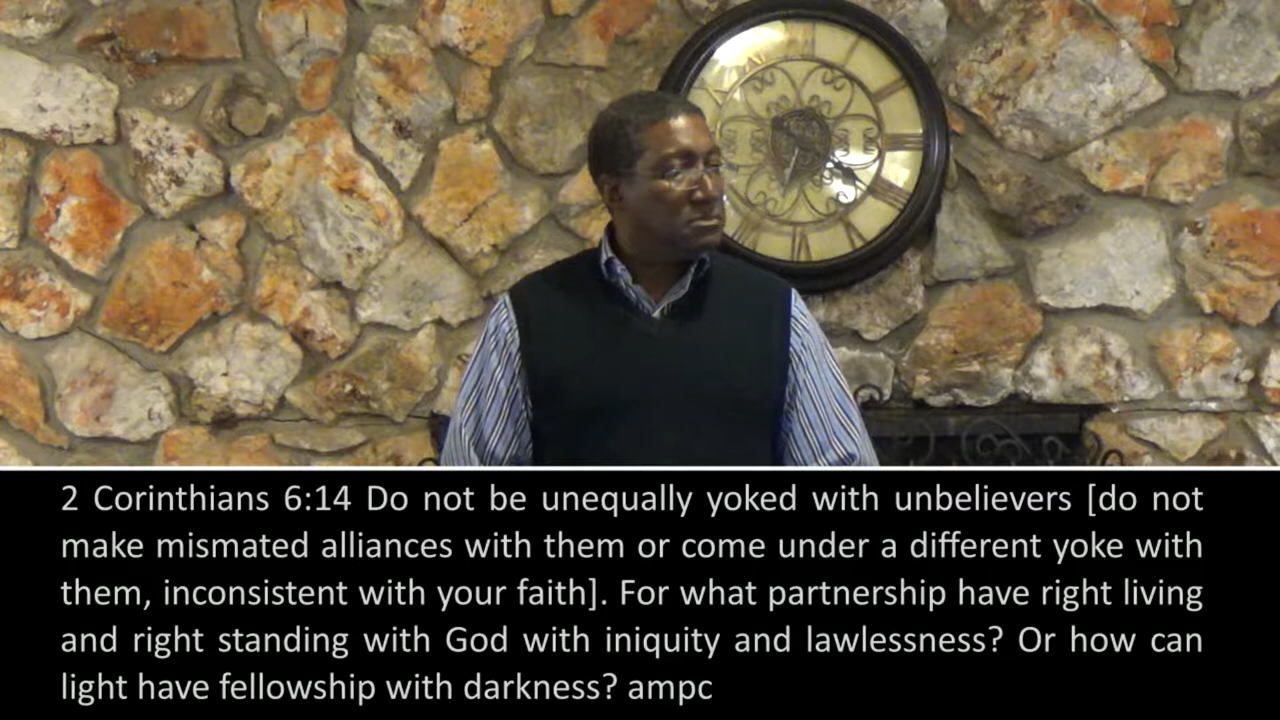 2 Corinthians 6:14 Do not be unequally yoked with unbelievers [do not
make mismated alliances with them or come under a different yoke with
them, inconsistent with your faith]. For what partnership have right living
and right standing with God with iniquity and lawlessness? Or how can
light have fellowship with darkness? ampc